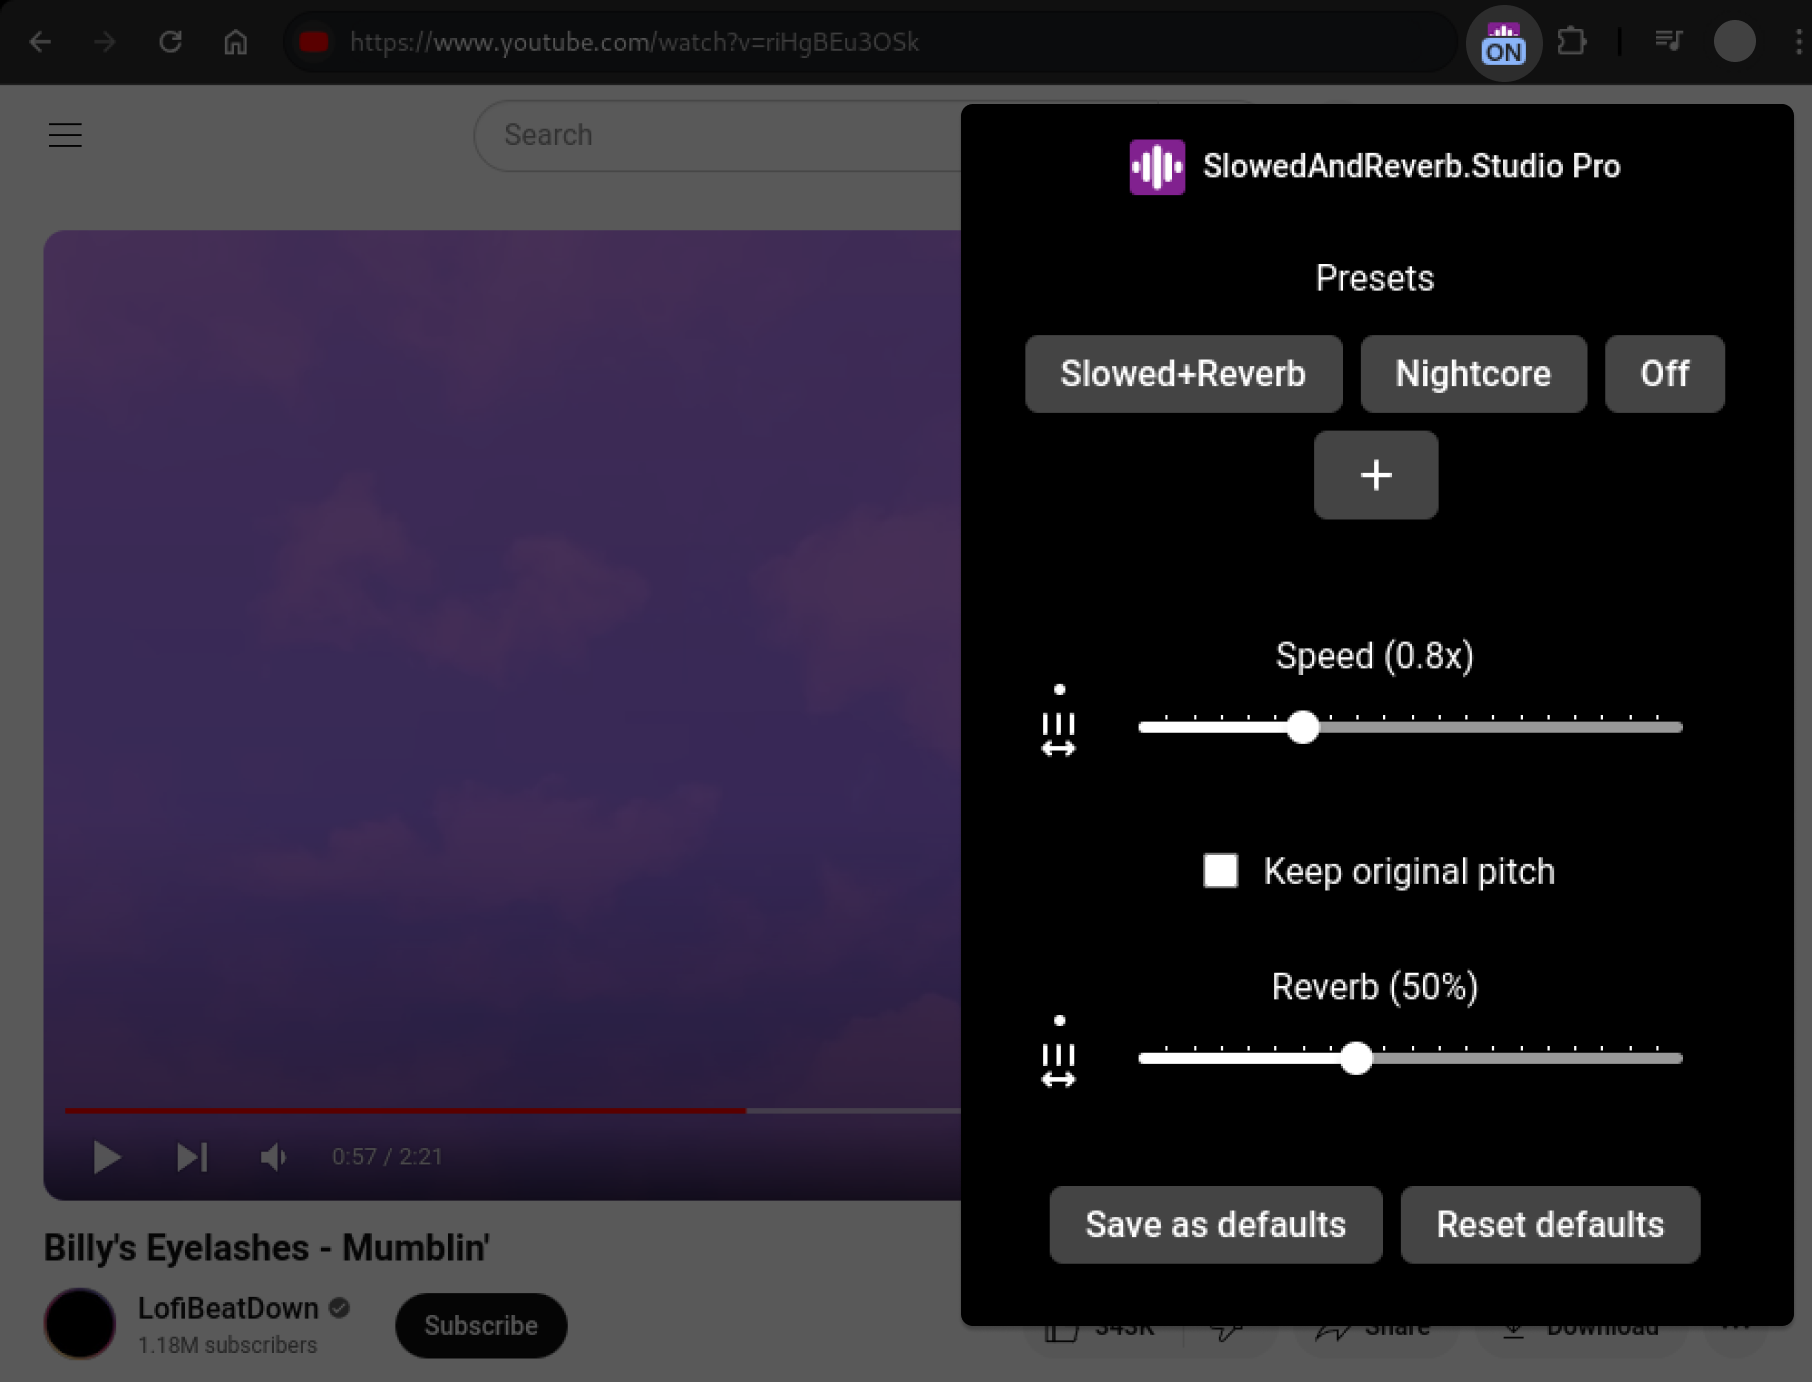 https://www.youtube.com/watch?v=riHgBEu3OSk
ON
Search
SlowedAndReverb.Studio Pro
Presets
Slowed+Reverb
Nightcore
Off
+
Speed (0.8x)
Keep original pitch
Reverb (50%)
Save as defaults
Reset defaults
0:57 / 2:21
Billy's Eyelashes - Mumblin'
LofiBeatDown
1.18M subscribers
Subscribe
343K
Share
Download